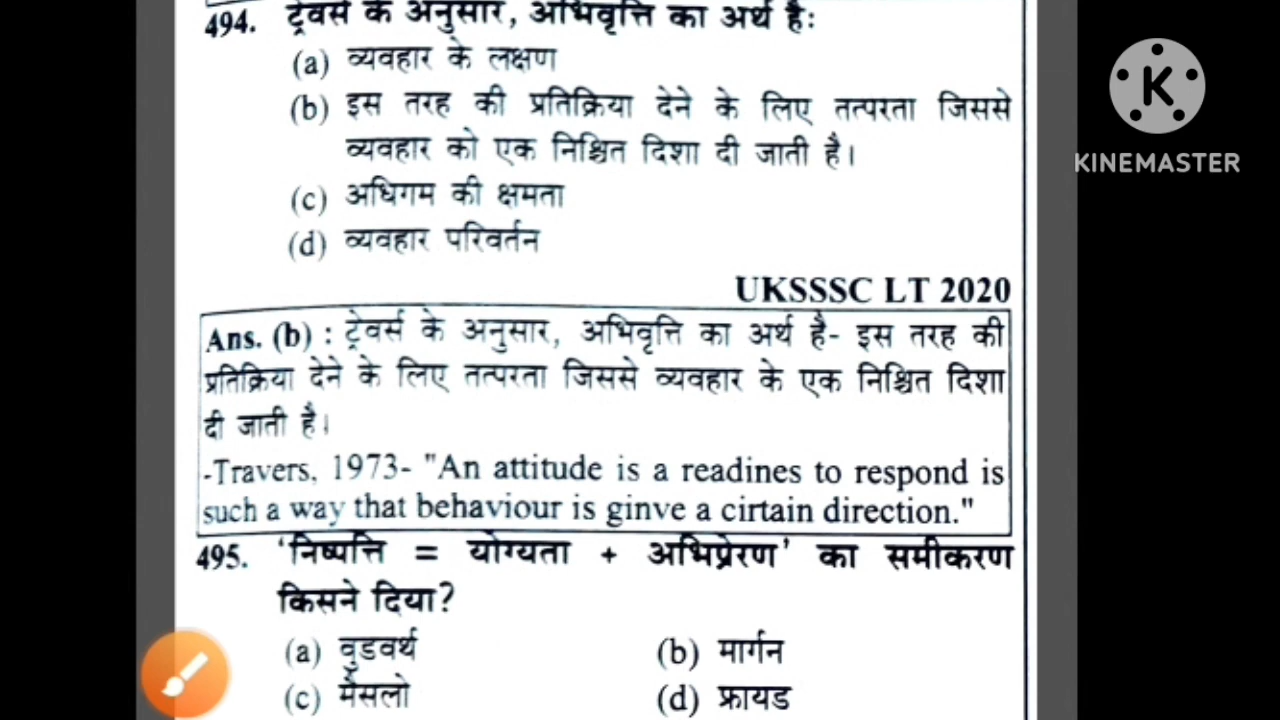 494. ट्रेवर्स के अनुसार, अभिवृत्ति का अर्थ है:
(a) व्यवहार के लक्षण
(b) इस तरह की प्रतिक्रिया देने के लिए तत्परता जिससे
व्यवहार को एक निश्चित दिशा दी जाती है।
(c) अधिगम की क्षमता
(d) व्यवहार परिवर्तन
UKSSSC LT 2020
Ans. (b) : ट्रेवर्स के अनुसार, अभिवृत्ति का अर्थ है- इस तरह की
प्रतिक्रिया देने के लिए तत्परता जिससे व्यवहार के एक निश्चित दिशा
दी जाती है।
-Travers, 1973- "An attitude is a readines to respond is
such a way that behaviour is ginve a cirtain direction."
495. 'निष्पत्ति = योग्यता + अभिप्रेरण' का समीकरण
किसने दिया?
(a) वुडवर्थ (b) मार्गन
(c) मैसलो (d) फ्रायड
K
KINEMASTER